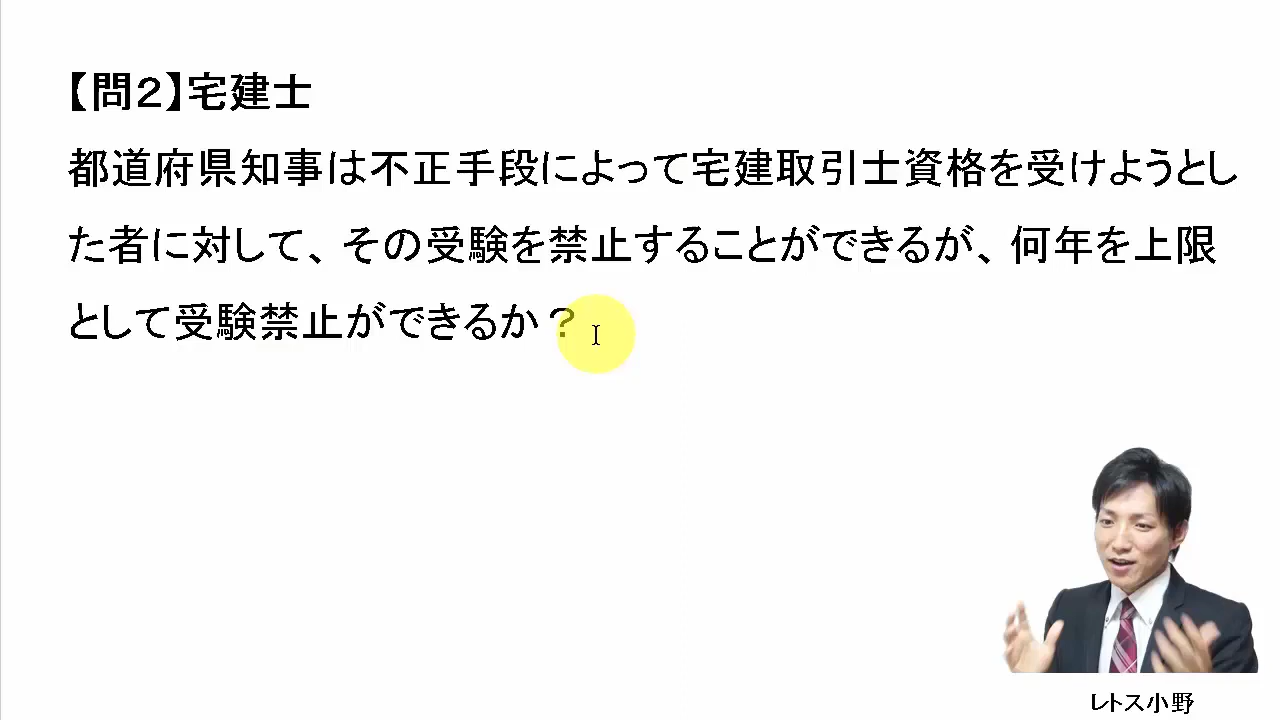 【問2】宅建士
都道府県知事は不正手段によって宅建取引士資格を受けようとし
た者に対して、その受験を禁止することができるが、何年を上限
として受験禁止ができるか？
レトス小野